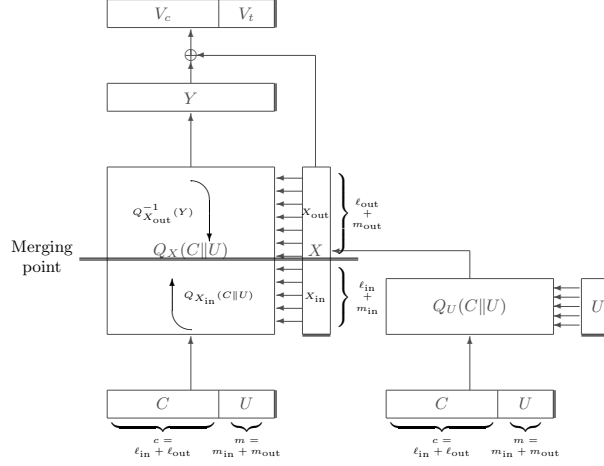 V_c V_t
⊕
Y
Q^{-1}_{X_out}(Y)
X_out
ℓ_out
+
m_out
Merging
point
Q_X(C‖U)
X
Q_{X_in}(C‖U)
X_in
ℓ_in
+
m_in
Q_U(C‖U)
U
C U
C U
c =
ℓ_in + ℓ_out
m =
m_in + m_out
c =
ℓ_in + ℓ_out
m =
m_in + m_out